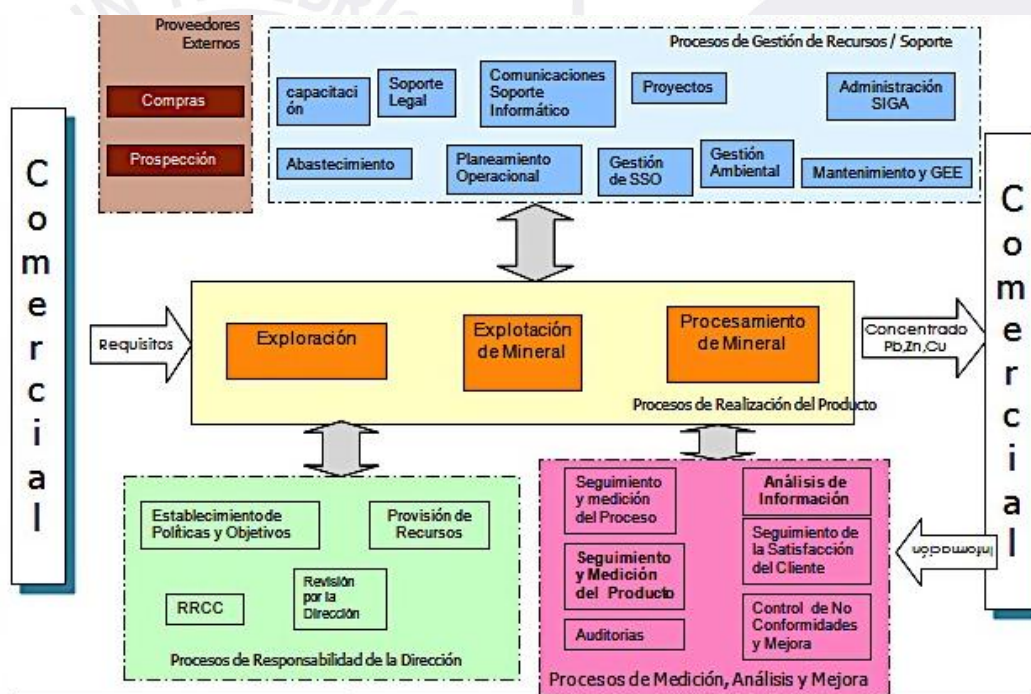 Proveedores
Externos
Compras
Prospección
Procesos de Gestión de Recursos / Soporte
capacitaci
ón
Soporte
Legal
Comunicaciones
Soporte
Informático
Proyectos
Administración
SIGA
Abastecimiento
Planeamiento
Operacional
Gestión
de SSO
Gestión
Ambiental
Mantenimiento y GEE
Comercial
Requisitos
Exploración
Explotación
de Mineral
Procesamiento
de Mineral
Procesos de Realización del Producto
Concentrado
Pb,Zn,Cu
Comercial
Establecimiento de
Políticas y Objetivos
Provisión de
Recursos
RRCC
Revisión
por la
Dirección
Procesos de Responsabilidad de la Dirección
Seguimiento
y medición
del Proceso
Análisis de
Información
Seguimiento
y Medición
del Producto
Seguimiento de
la Satisfacción
del Cliente
Auditorias
Control de No
Conformidades
y Mejora
Procesos de Medición, Análisis y Mejora
Información